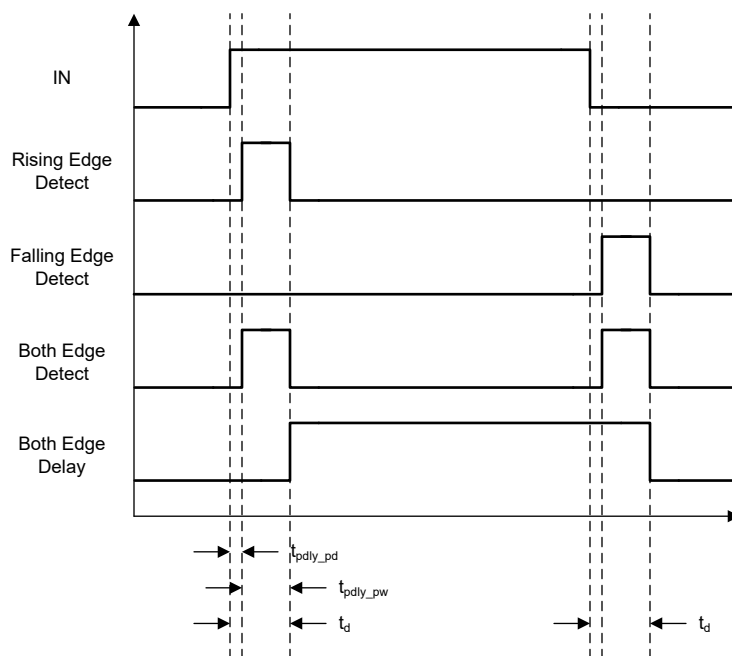 IN
Rising Edge
Detect
Falling Edge
Detect
Both Edge
Detect
Both Edge
Delay
tpdly_pd
tpdly_pw
td
td